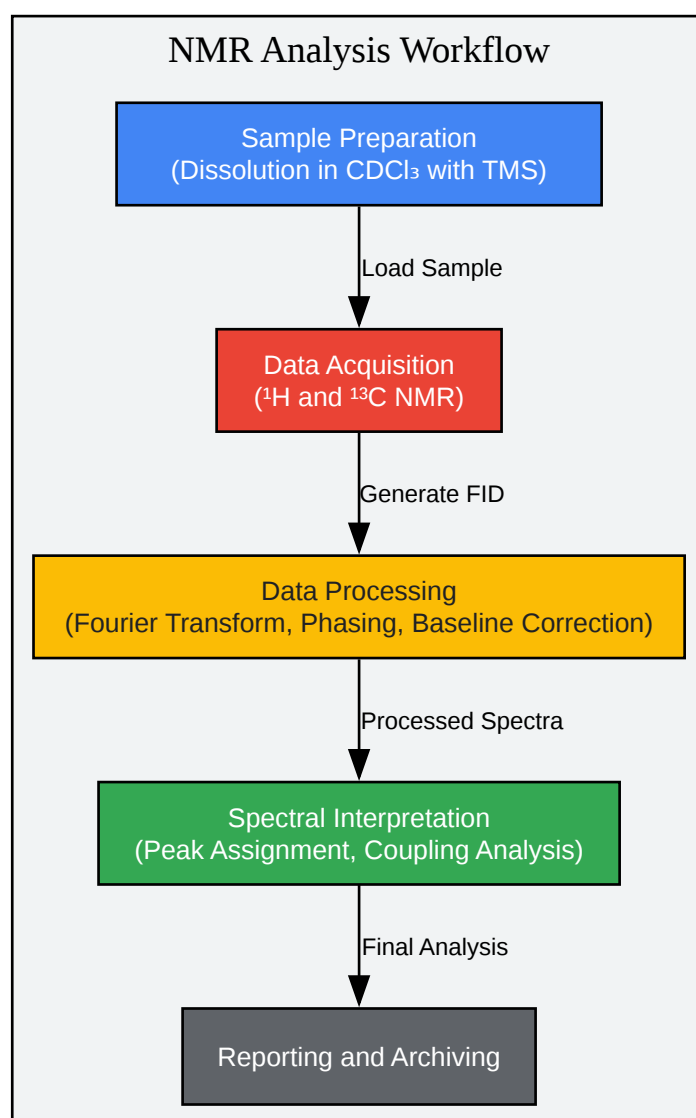 NMR Analysis Workflow
Sample Preparation
(Dissolution in CDCl₃ with TMS)
Load Sample
Data Acquisition
(¹H and ¹³C NMR)
Generate FID
Data Processing
(Fourier Transform, Phasing, Baseline Correction)
Processed Spectra
Spectral Interpretation
(Peak Assignment, Coupling Analysis)
Final Analysis
Reporting and Archiving